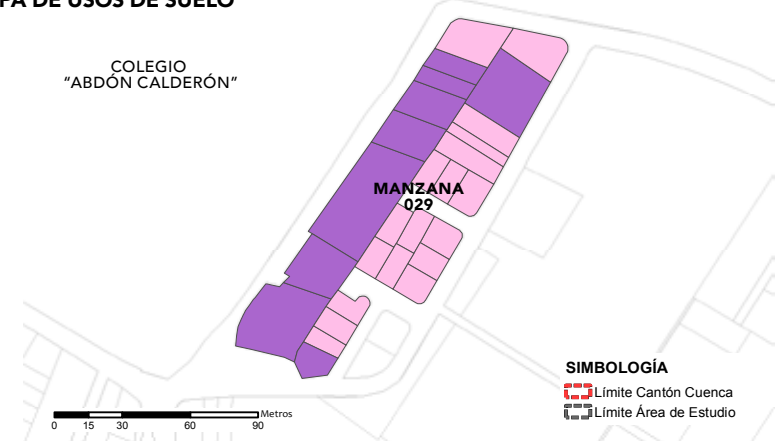 DE USOS DE SUELO
COLEGIO
“ABDÓN CALDERÓN”
MANZANA
029
SIMBOLOGÍA
Límite Cantón Cuenca
Límite Área de Estudio
Metros
0 15 30 60 90